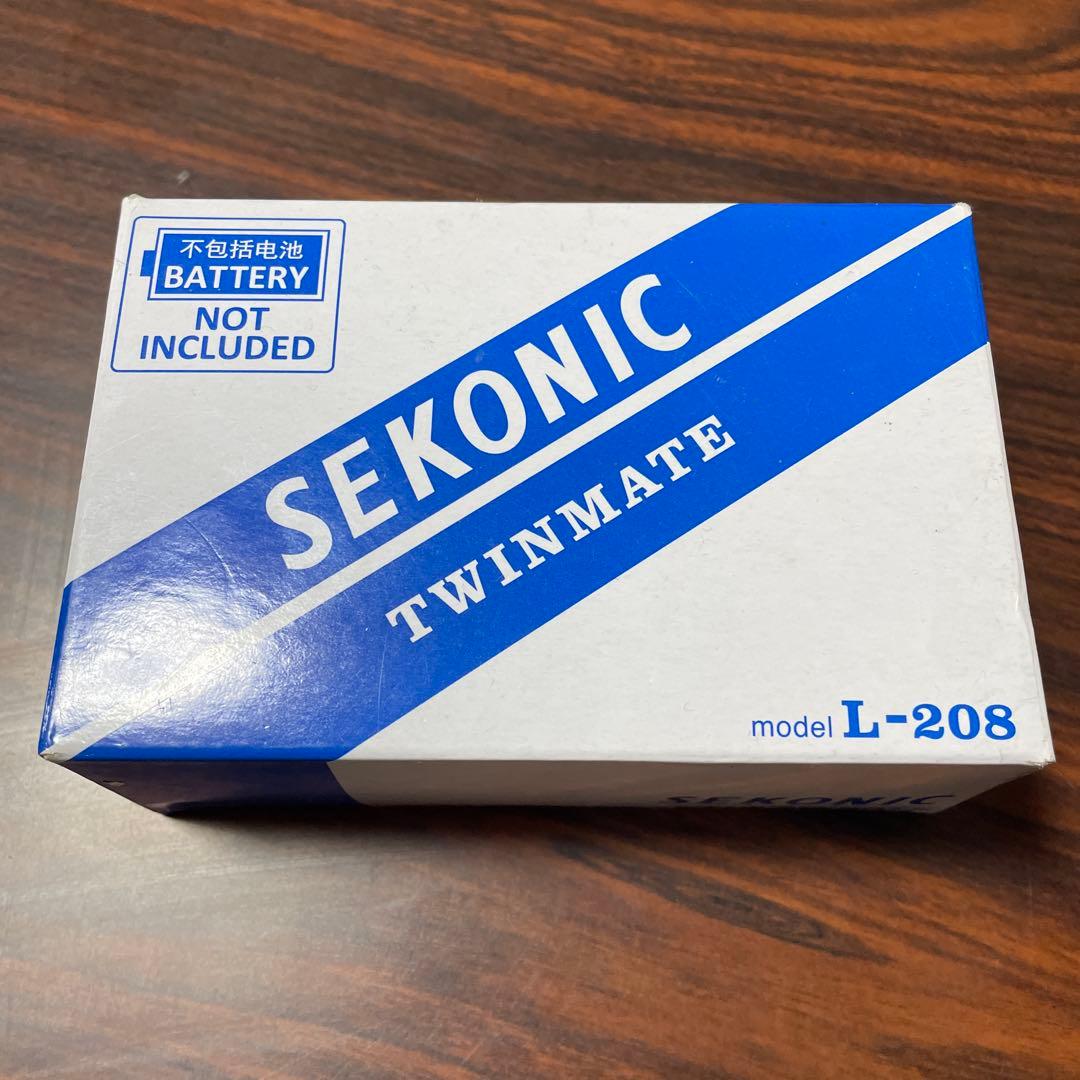 不包括电池
BATTERY
NOT
INCLUDED
SEKONIC
TWINMATE
model L-208
SEKONIC